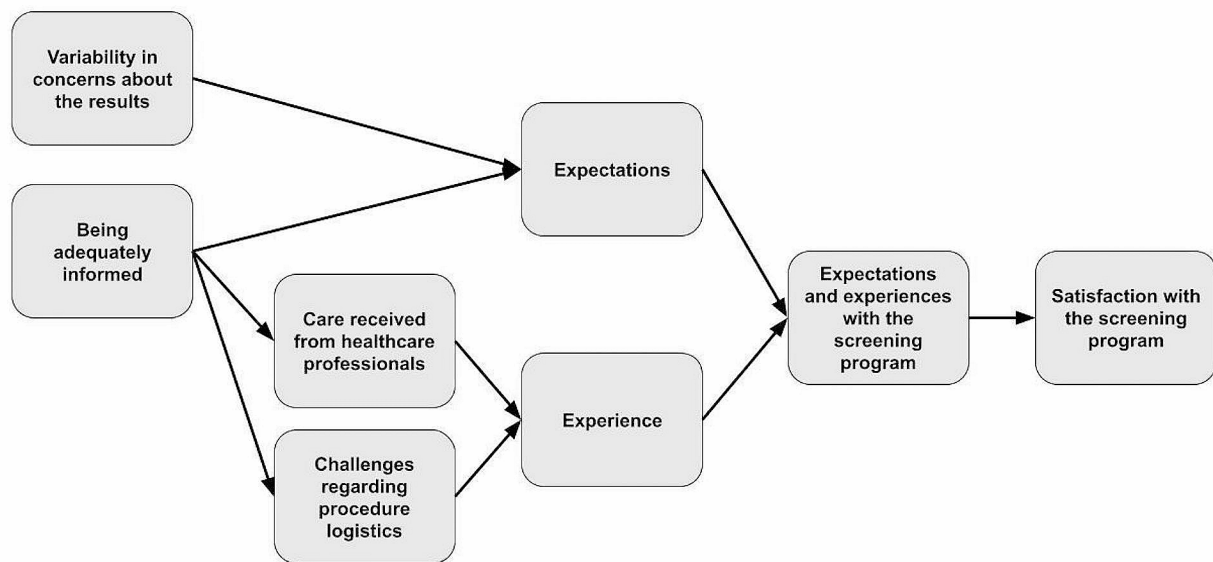 Variability in
concerns about
the results
Being
adequately
informed
Care received
from healthcare
professionals
Challenges
regarding
procedure
logistics
Expectations
Experience
Expectations
and experiences
with the
screening
program
Satisfaction with
the screening
program